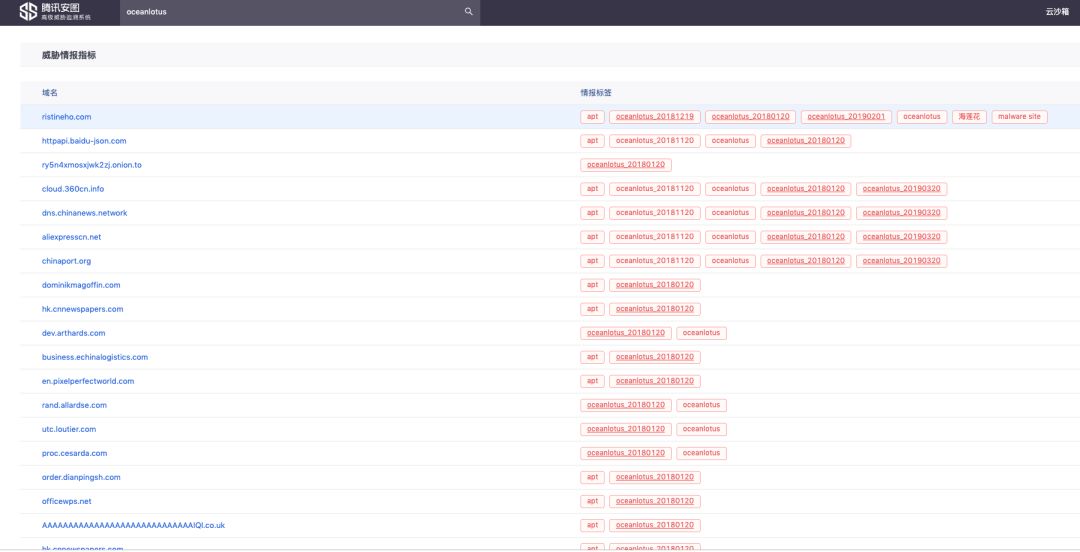 腾讯安图
高级威胁追溯系统
oceanlotus
云沙箱
威胁情报指标
域名 情报标签
ristineho.com apt oceanlotus_20181219 oceanlotus_20180120 oceanlotus_20190201 oceanlotus 海莲花 malware site
httpapi.baidu-json.com apt oceanlotus_20181120 oceanlotus oceanlotus_20180120
ry5n4xmosxjwk2zj.onion.to oceanlotus_20180120
cloud.360cn.info apt oceanlotus_20181120 oceanlotus oceanlotus_20180120 oceanlotus_20190320
dns.chinanews.network apt oceanlotus_20181120 oceanlotus oceanlotus_20180120 oceanlotus_20190320
aliexpresscn.net apt oceanlotus_20181120 oceanlotus oceanlotus_20180120 oceanlotus_20190320
chinaport.org apt oceanlotus_20181120 oceanlotus oceanlotus_20180120 oceanlotus_20190320
dominikmagoffin.com apt oceanlotus_20180120
hk.cnnewspapers.com apt oceanlotus_20180120
dev.arthards.com oceanlotus_20180120 oceanlotus
business.echinalogistics.com apt oceanlotus_20180120
en.pixelperfectworld.com apt oceanlotus_20180120
rand.allardse.com oceanlotus_20180120 oceanlotus
utc.loutier.com oceanlotus_20180120 oceanlotus
proc.cesarda.com oceanlotus_20180120 oceanlotus
order.dianpingsh.com apt oceanlotus_20180120
officewps.net apt oceanlotus_20180120
apt oceanlotus_20180120
hk.cnnewspapers.com apt oceanlotus_20180120